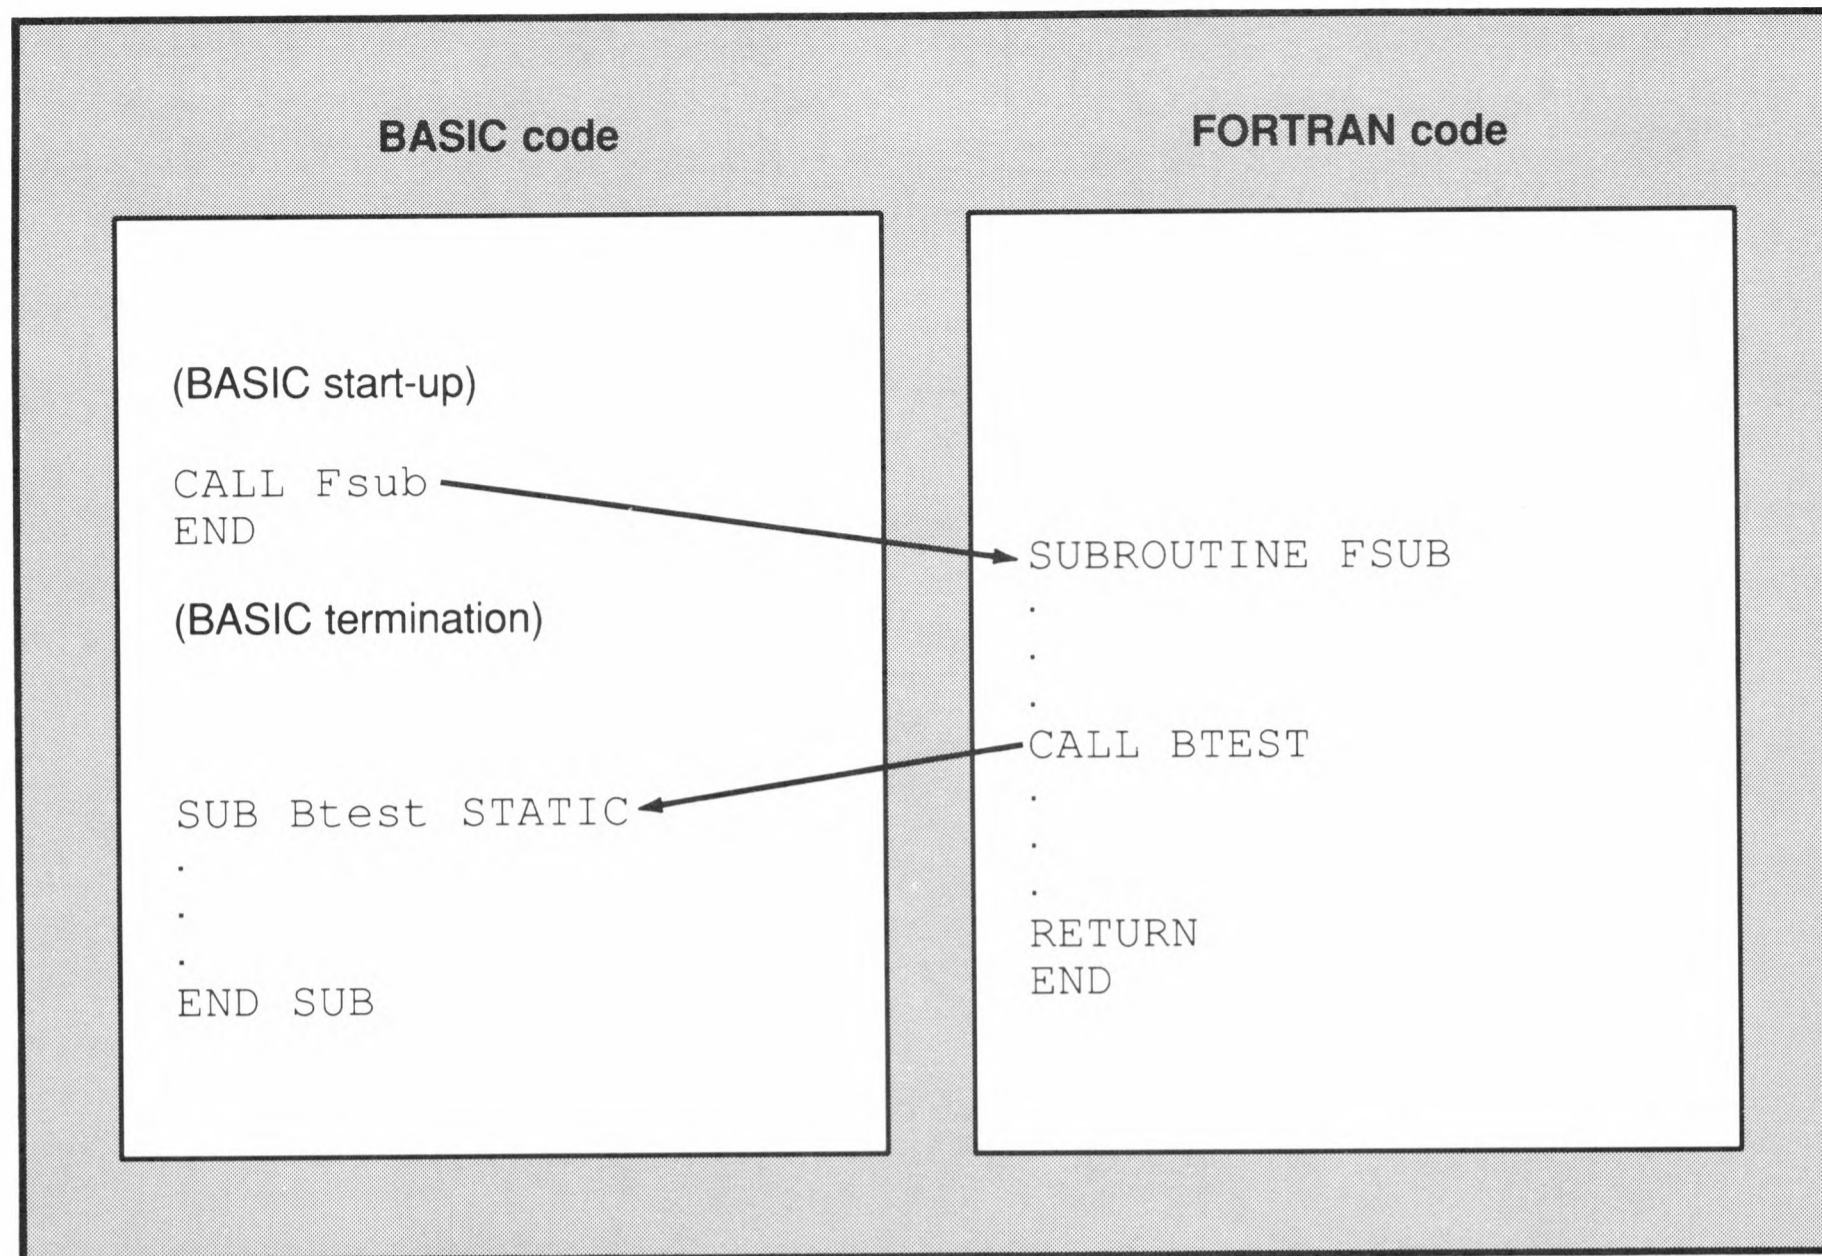 BASIC code
(BASIC start-up)
CALL Fsub
END
(BASIC termination)
SUB Btest STATIC
.
.
.
END SUB
FORTRAN code
SUBROUTINE FSUB
.
.
.
CALL BTEST
.
.
.
RETURN
END